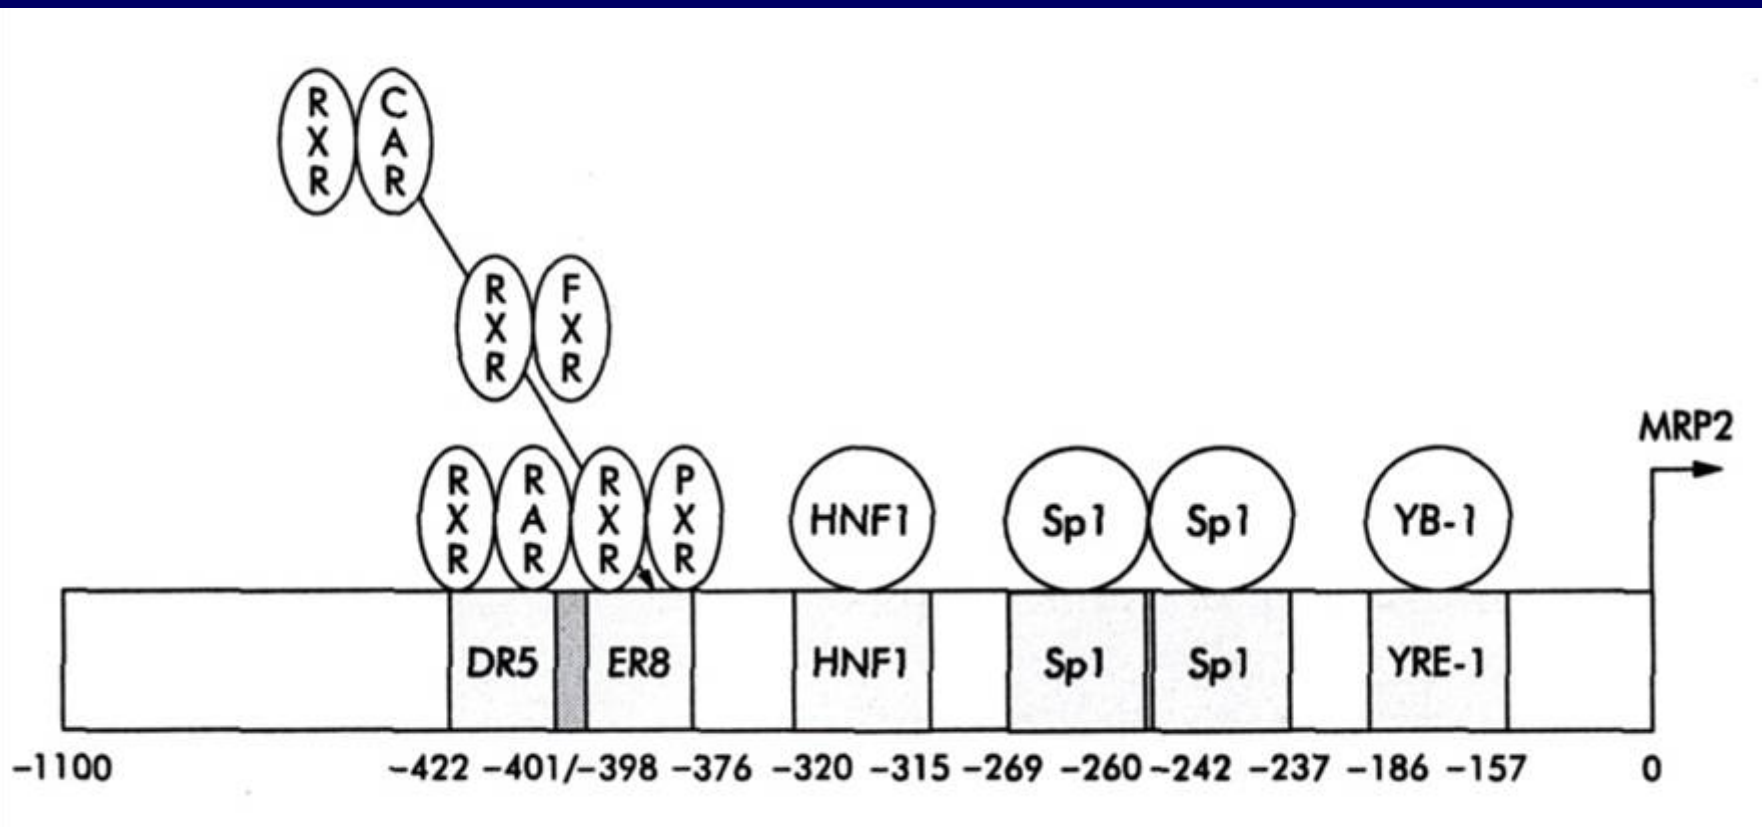 RXR CAR
RXR FXR
MRP2
RXR RAR RXR PXR HNF1 Sp1 Sp1 YB-1
DR5 ER8 HNF1 Sp1 Sp1 YRE-1
-1100 -422 -401/-398 -376 -320 -315 -269 -260 -242 -237 -186 -157 0